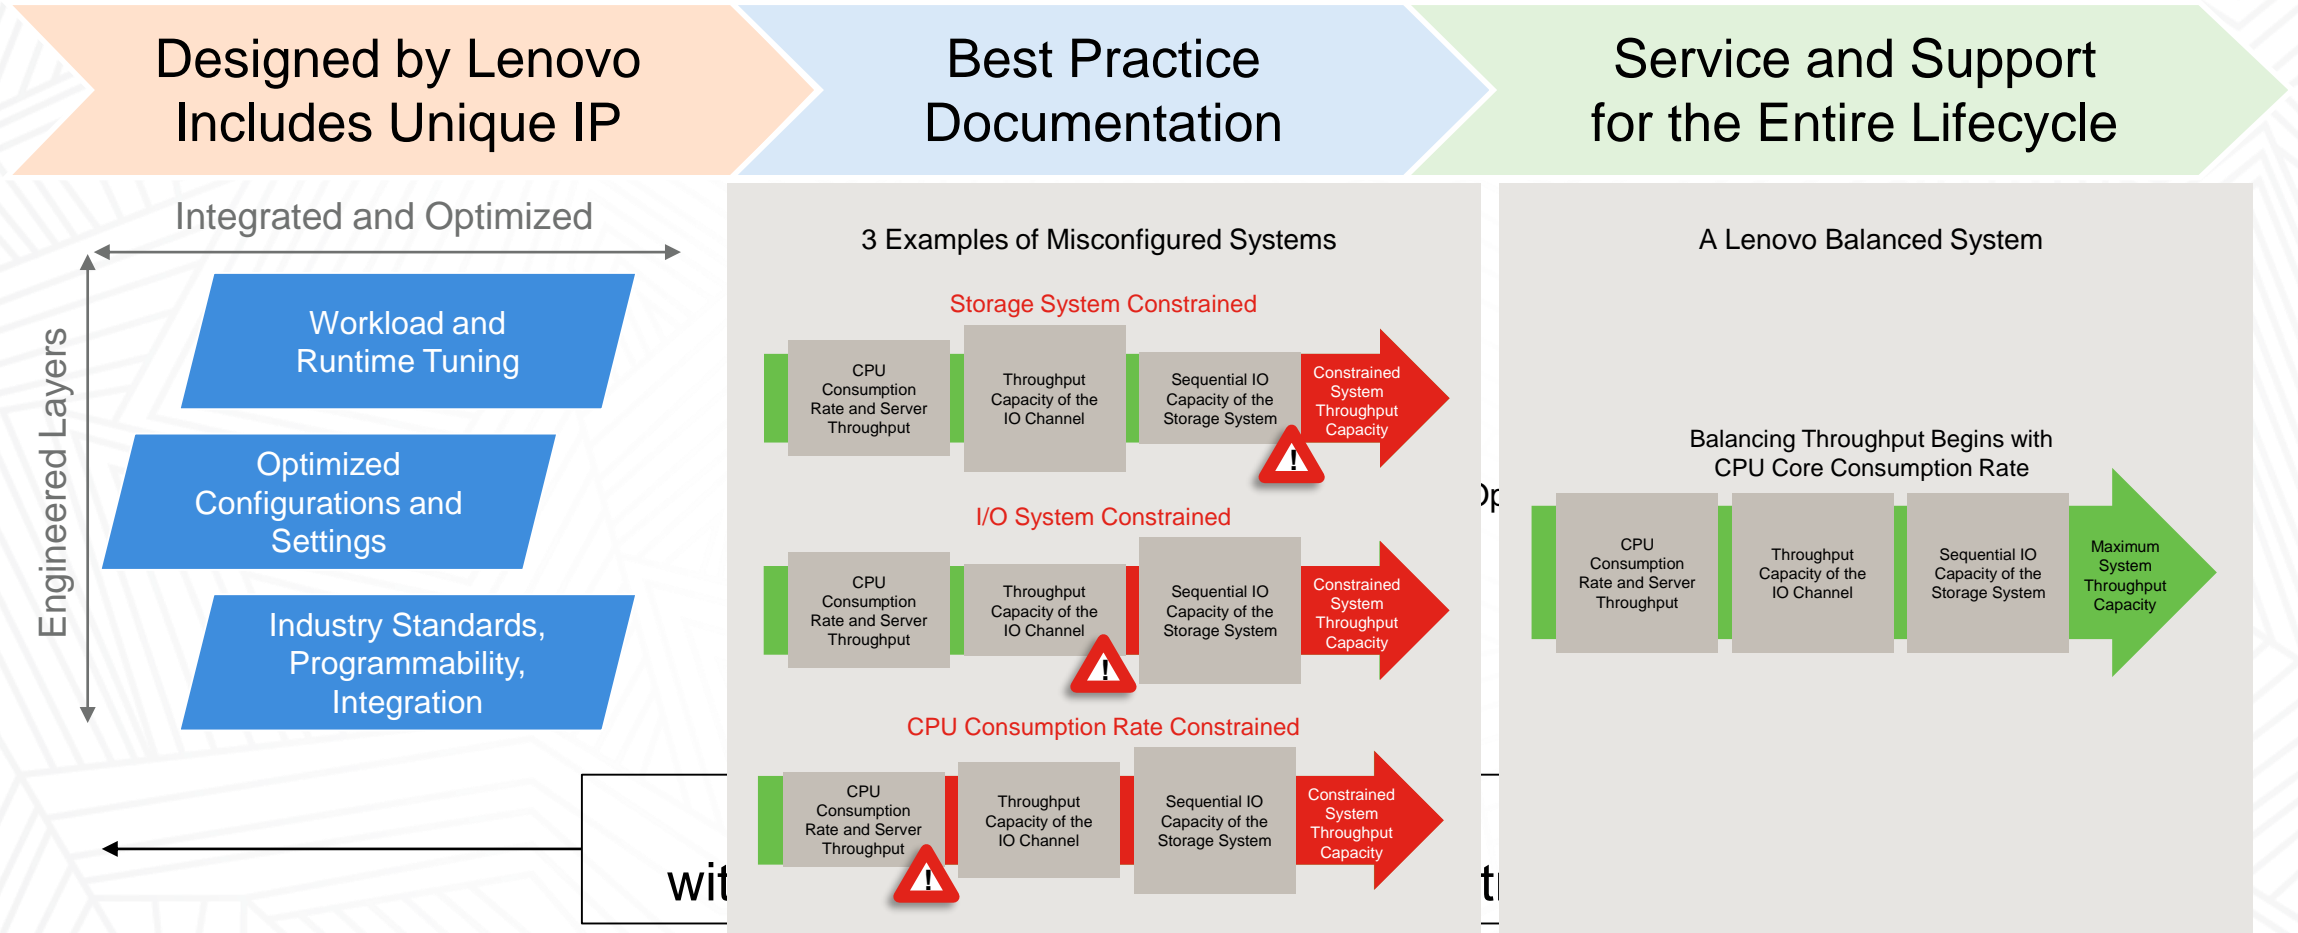 Designed by Lenovo
Includes Unique IP
Best Practice
Documentation
Service and Support
for the Entire Lifecycle
Integrated and Optimized
Engineered Layers
Workload and
Runtime Tuning
Optimized
Configurations and
Settings
Industry Standards,
Programmability,
Integration
3 Examples of Misconfigured Systems
Storage System Constrained
CPU
Consumption
Rate and Server
Throughput
Throughput
Capacity of the
IO Channel
Sequential IO
Capacity of the
Storage System
Constrained
System
Throughput
Capacity
!
I/O System Constrained
CPU
Consumption
Rate and Server
Throughput
Throughput
Capacity of the
IO Channel
!
Sequential IO
Capacity of the
Storage System
Constrained
System
Throughput
Capacity
CPU Consumption Rate Constrained
CPU
Consumption
Rate and Server
Throughput
!
Throughput
Capacity of the
IO Channel
Sequential IO
Capacity of the
Storage System
Constrained
System
Throughput
Capacity
A Lenovo Balanced System
Balancing Throughput Begins with
CPU Core Consumption Rate
CPU
Consumption
Rate and Server
Throughput
Throughput
Capacity of the
IO Channel
Sequential IO
Capacity of the
Storage System
Maximum
System
Throughput
Capacity